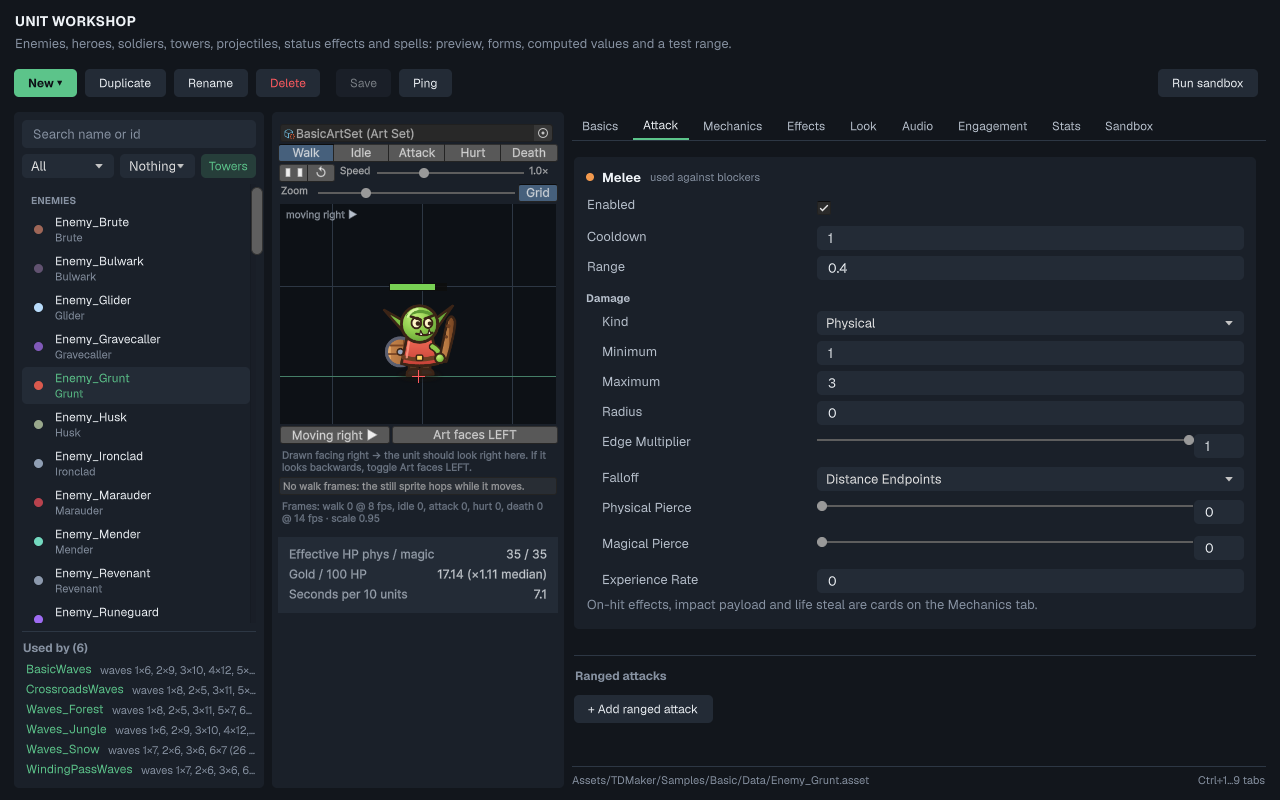 UNIT WORKSHOP
Enemies, heroes, soldiers, towers, projectiles, status effects and spells: preview, forms, computed values and a test range.
New ▾
Duplicate
Rename
Delete
Save
Ping
Run sandbox
Search name or id
All
Nothing
Towers
ENEMIES
Enemy_Brute
Brute
Enemy_Bulwark
Bulwark
Enemy_Glider
Glider
Enemy_Gravecaller
Gravecaller
Enemy_Grunt
Grunt
Enemy_Husk
Husk
Enemy_Ironclad
Ironclad
Enemy_Marauder
Marauder
Enemy_Mender
Mender
Enemy_Revenant
Revenant
Enemy_Runeguard
Used by (6)
BasicWaves waves 1×6, 2×9, 3×10, 4×12, 5×…
CrossroadsWaves waves 1×8, 2×5, 3×11, 5×…
Waves_Forest waves 1×8, 2×5, 3×11, 5×7, 6…
Waves_Jungle waves 1×6, 2×9, 3×10, 4×12,…
Waves_Snow waves 1×7, 2×6, 3×6, 6×7 (26 …
WindingPassWaves waves 1×7, 2×6, 3×6, 6…
BasicArtSet (Art Set)
Walk
Idle
Attack
Hurt
Death
Speed
1.0×
Zoom
Grid
moving right ▶
Moving right ▶
Art faces LEFT
Drawn facing right → the unit should look right here. If it
looks backwards, toggle Art faces LEFT.
No walk frames: the still sprite hops while it moves.
Frames: walk 0 @ 8 fps, idle 0, attack 0, hurt 0, death 0
@ 14 fps · scale 0.95
Effective HP phys / magic 35 / 35
Gold / 100 HP 17.14 (×1.11 median)
Seconds per 10 units 7.1
Basics
Attack
Mechanics
Effects
Look
Audio
Engagement
Stats
Sandbox
Melee used against blockers
Enabled
Cooldown 1
Range 0.4
Damage
Kind Physical
Minimum 1
Maximum 3
Radius 0
Edge Multiplier 1
Falloff Distance Endpoints
Physical Pierce 0
Magical Pierce 0
Experience Rate 0
On-hit effects, impact payload and life steal are cards on the Mechanics tab.
Ranged attacks
+ Add ranged attack
Assets/TDMaker/Samples/Basic/Data/Enemy_Grunt.asset
Ctrl+1…9 tabs